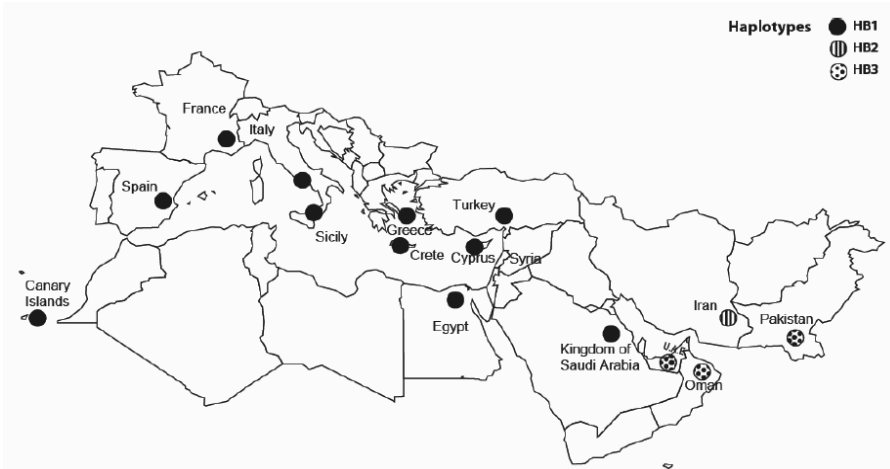 Haplotypes HB1
HB2
HB3
France
Italy
Spain
Turkey
Greece
Sicily
Crete
Cyprus
Syria
Canary
Islands
Egypt
Iran
Pakistan
U.A.E
Kingdom of
Saudi Arabia
Oman